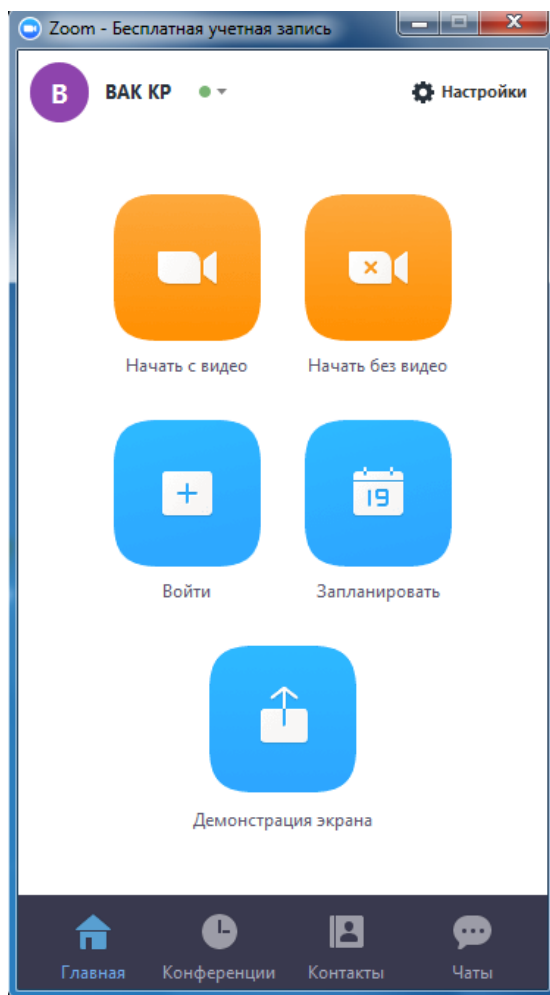 Zoom - Бесплатная учетная запись
B
ВАК КР
Настройки
Начать с видео
Начать без видео
19
Войти
Запланировать
Демонстрация экрана
Главная
Конференции
Контакты
Чаты